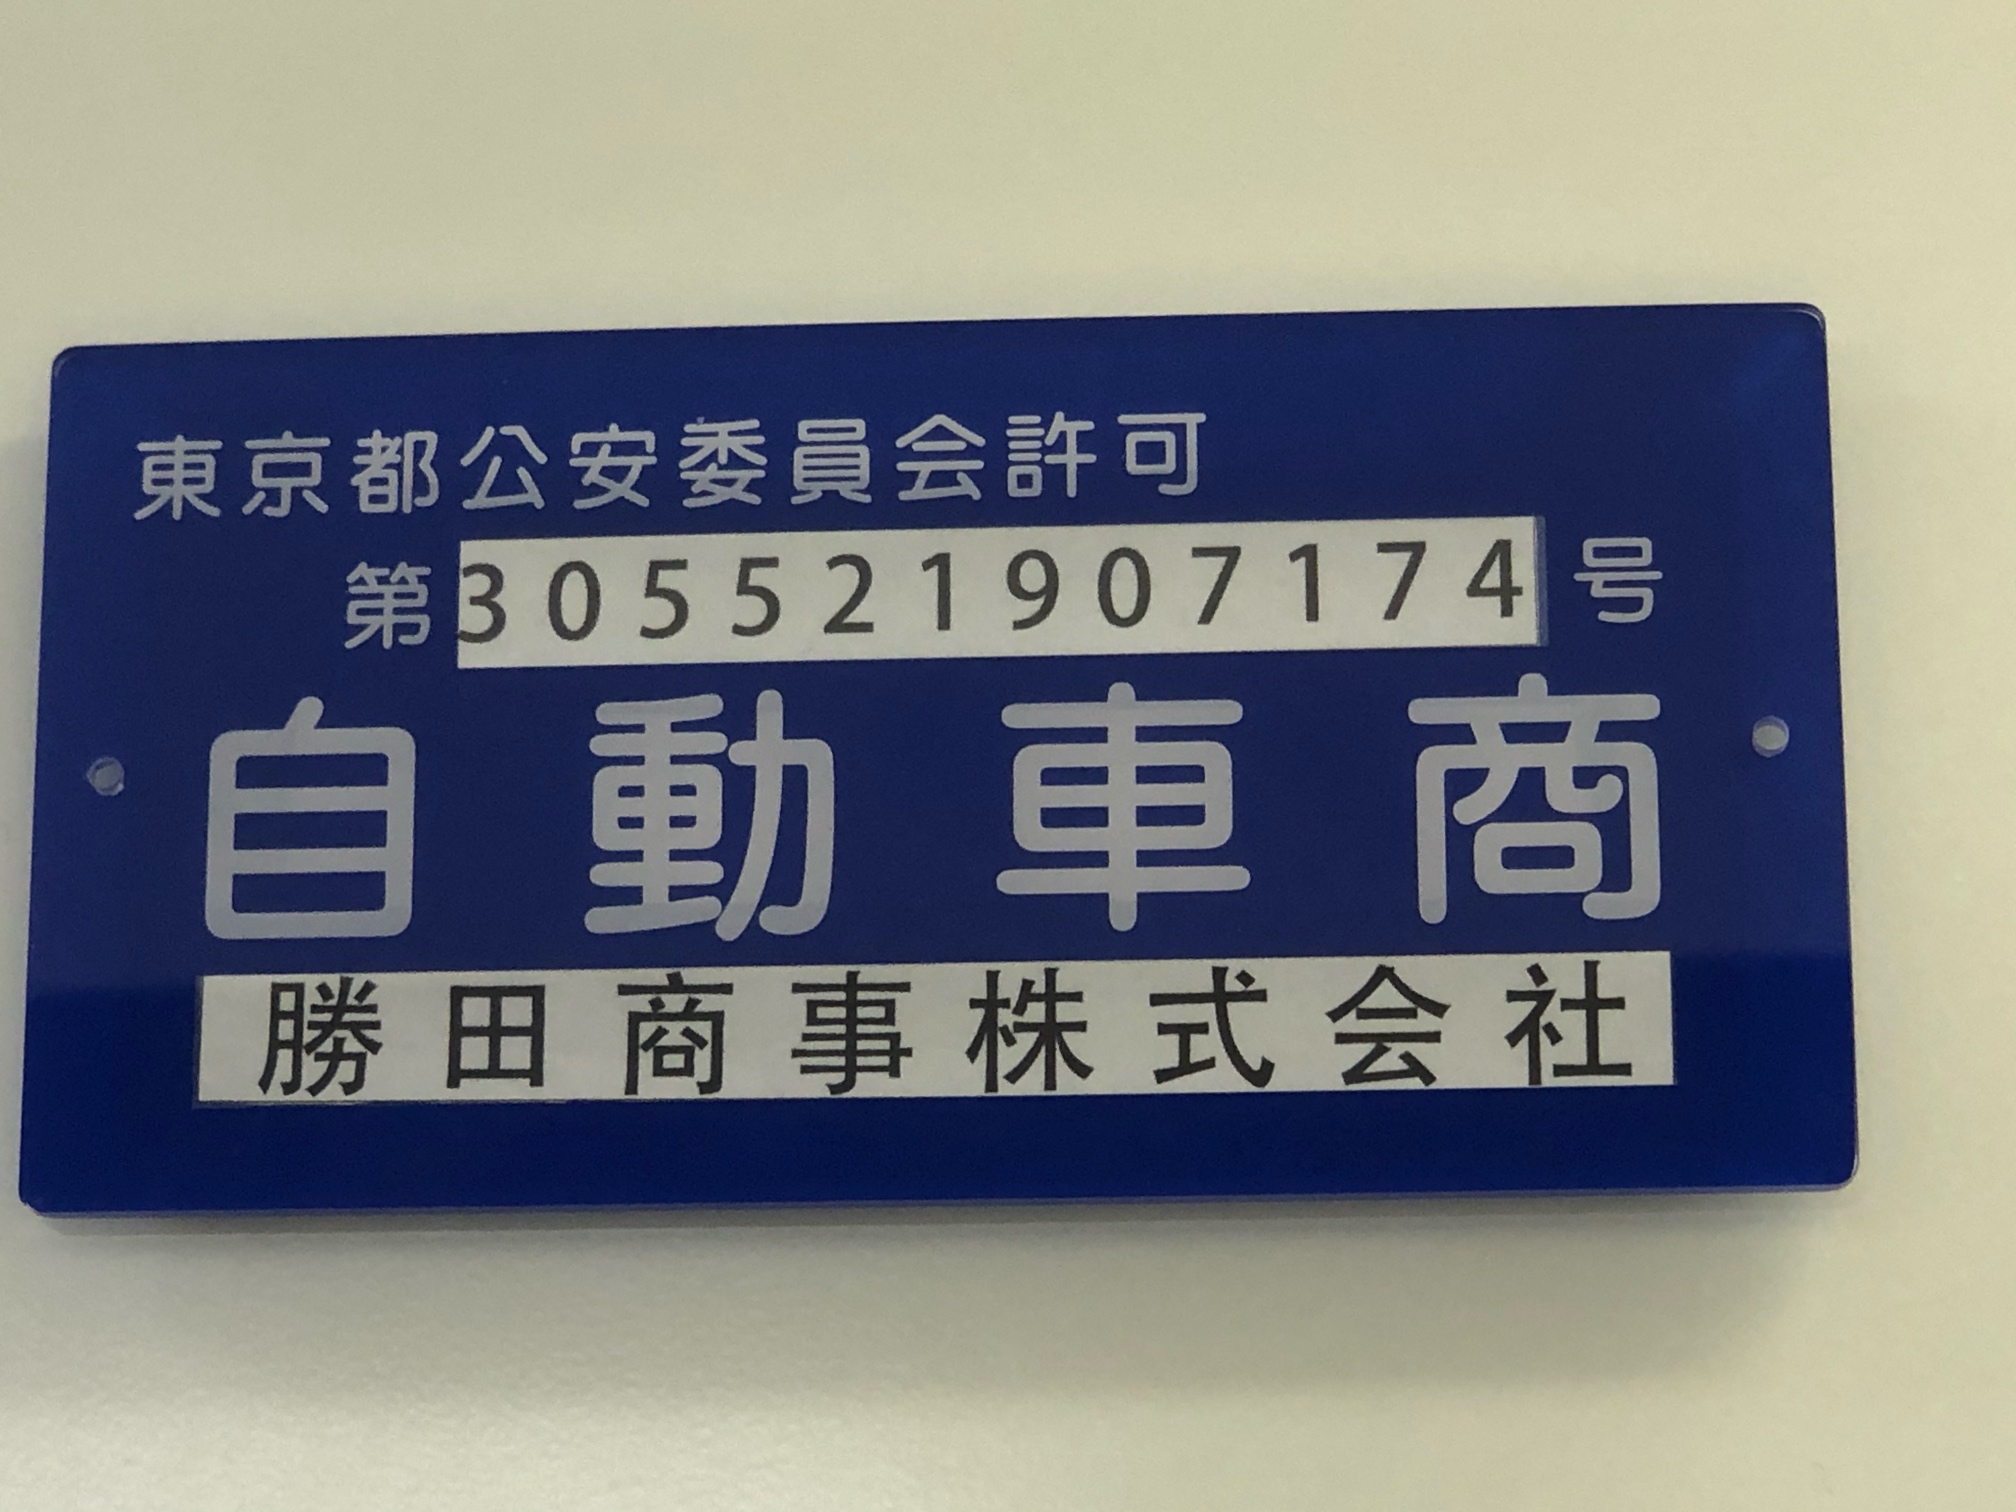 東京都公安委員会許可
第305521907174号
自動車商
勝田商事株式会社